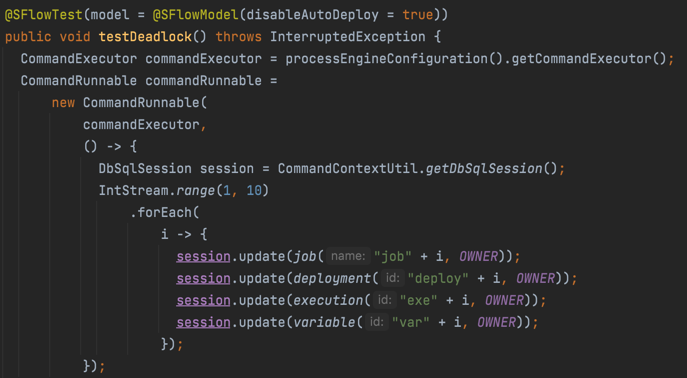 @SFlowTest(model = @SFlowModel(disableAutoDeploy = true))
public void testDeadlock() throws InterruptedException {
  CommandExecutor commandExecutor = processEngineConfiguration().getCommandExecutor();
  CommandRunnable commandRunnable =
      new CommandRunnable(
          commandExecutor,
          () -> {
            DbSqlSession session = CommandContextUtil.getDbSqlSession();
            IntStream.range(1, 10)
                .forEach(
                    i -> {
                      session.update(job( name: "job" + i, OWNER));
                      session.update(deployment( id: "deploy" + i, OWNER));
                      session.update(execution( id: "exe" + i, OWNER));
                      session.update(variable( id: "var" + i, OWNER));
                    });
          });